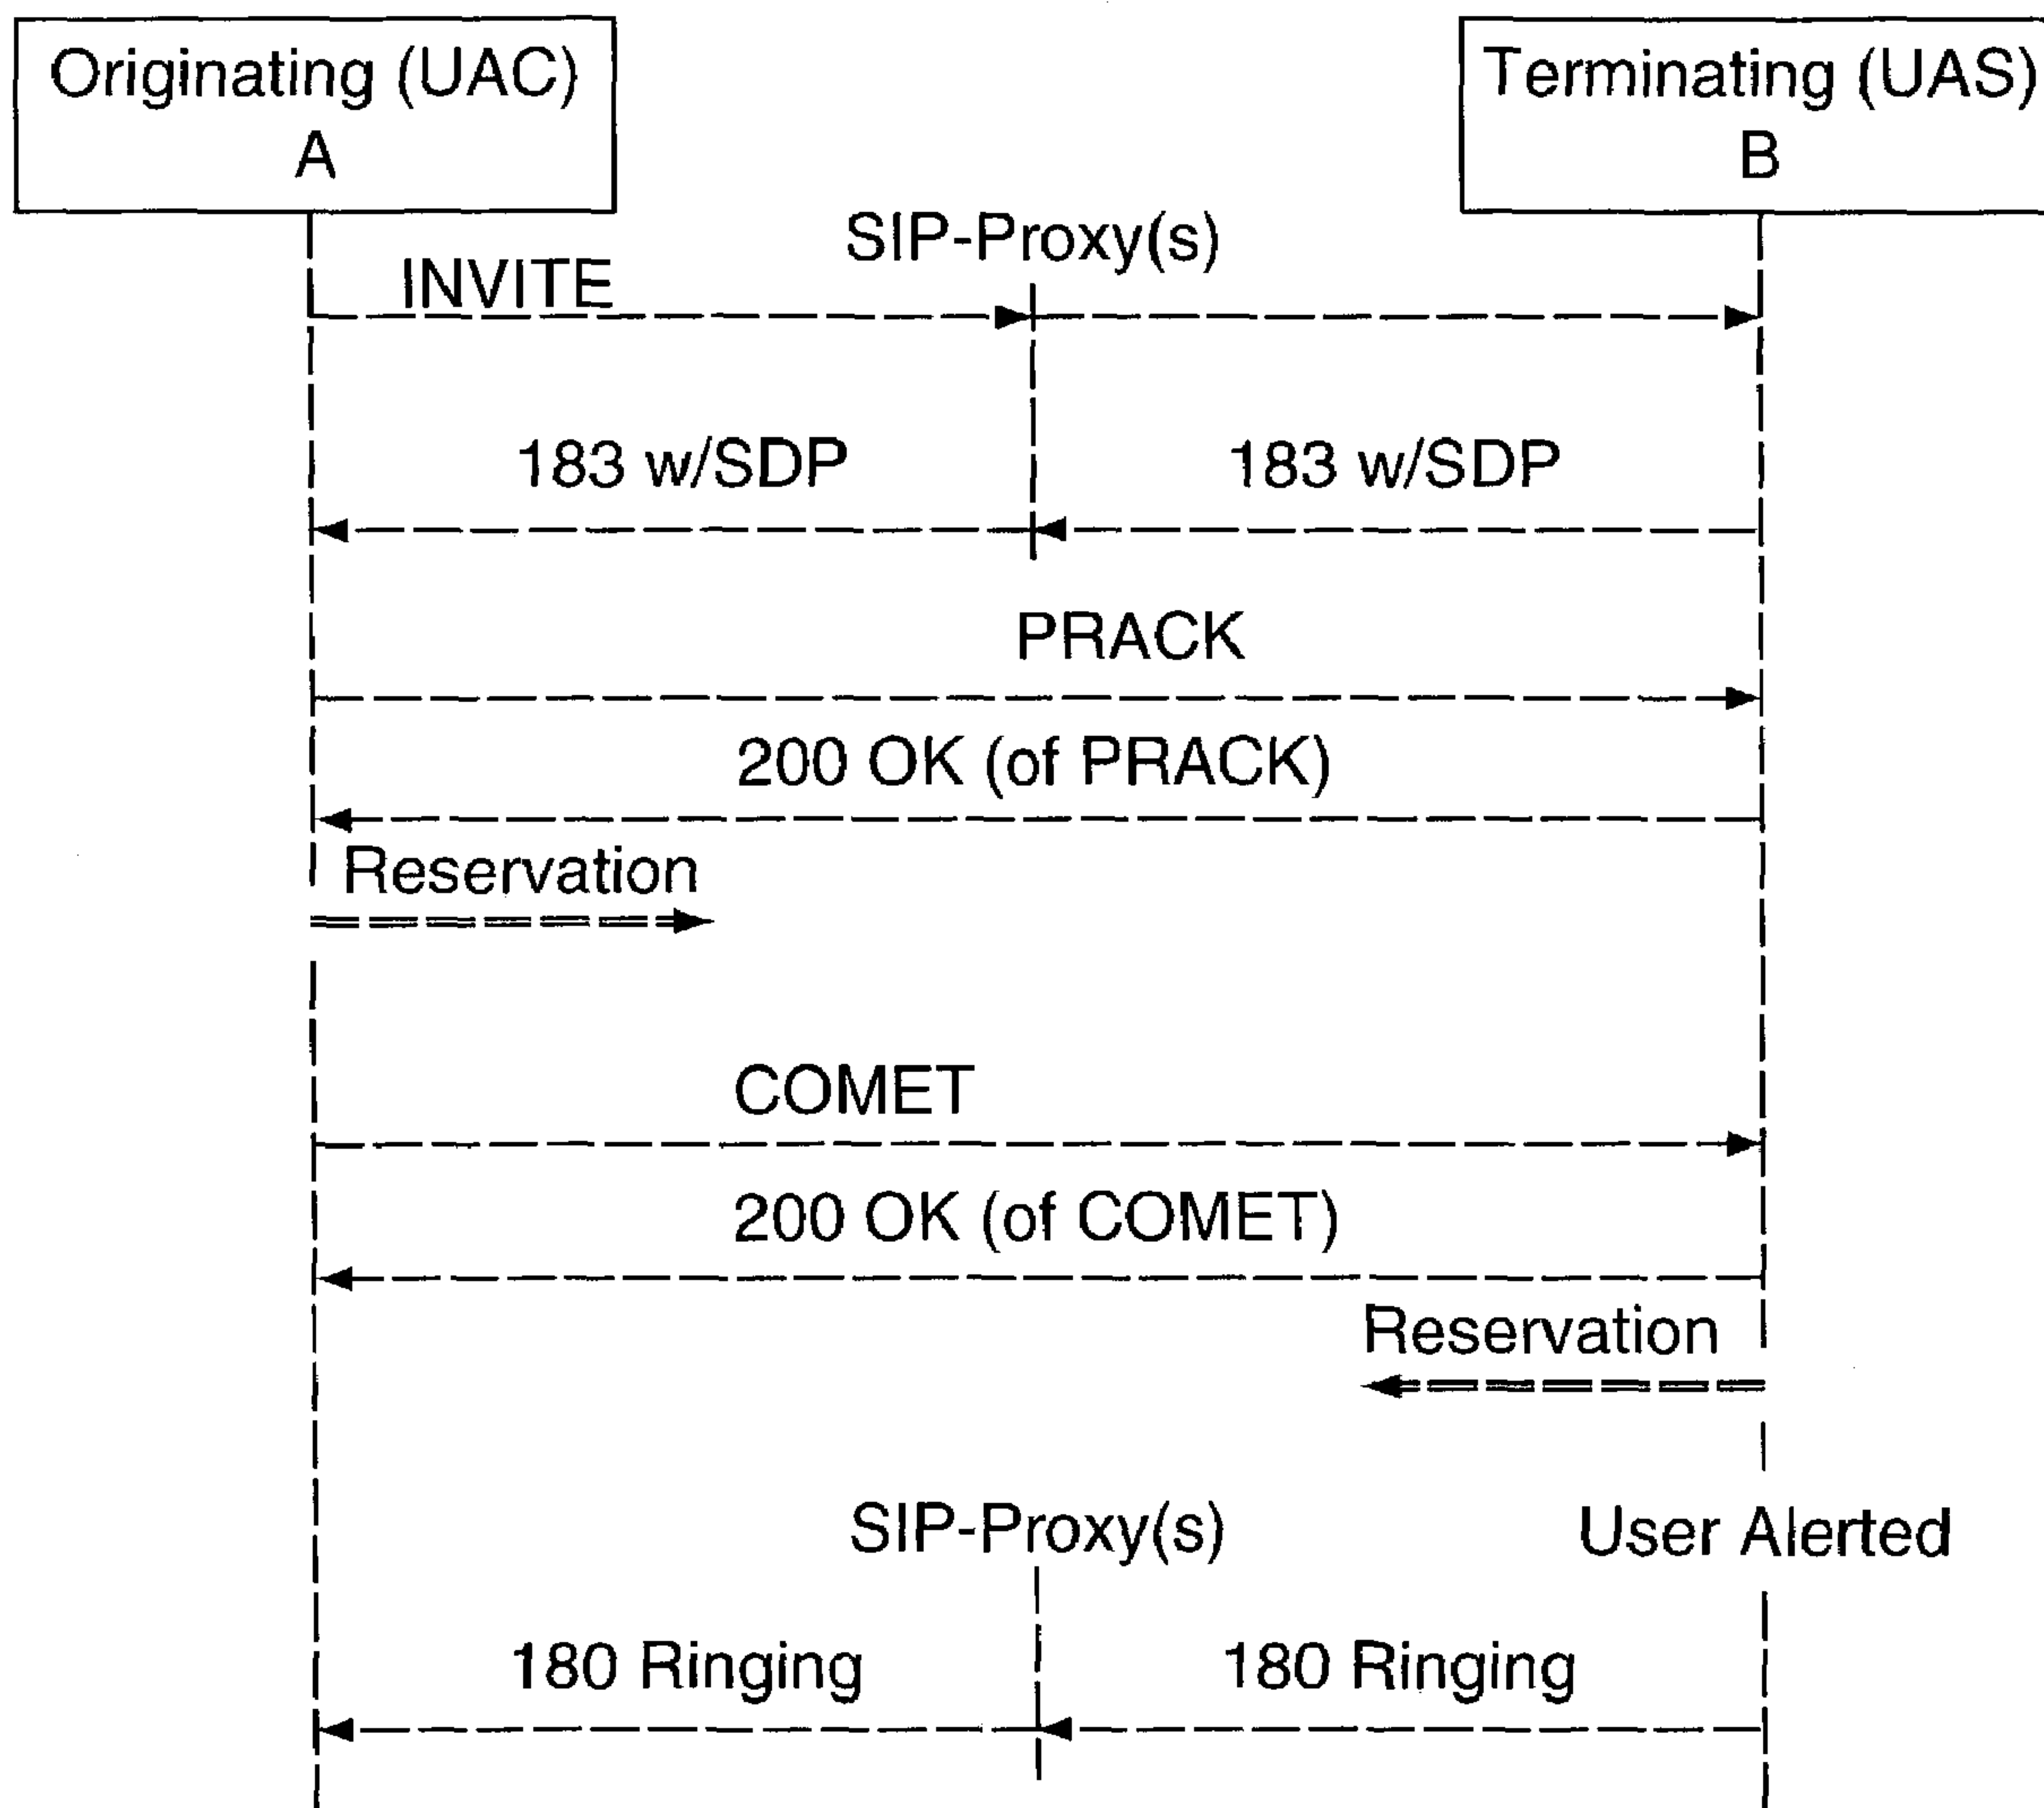 Originating (UAC)
A
Terminating (UAS)
B
SIP-Proxy(s)
INVITE
183 w/SDP
183 w/SDP
PRACK
200 OK (of PRACK)
Reservation
COMET
200 OK (of COMET)
Reservation
SIP-Proxy(s)
User Alerted
180 Ringing
180 Ringing